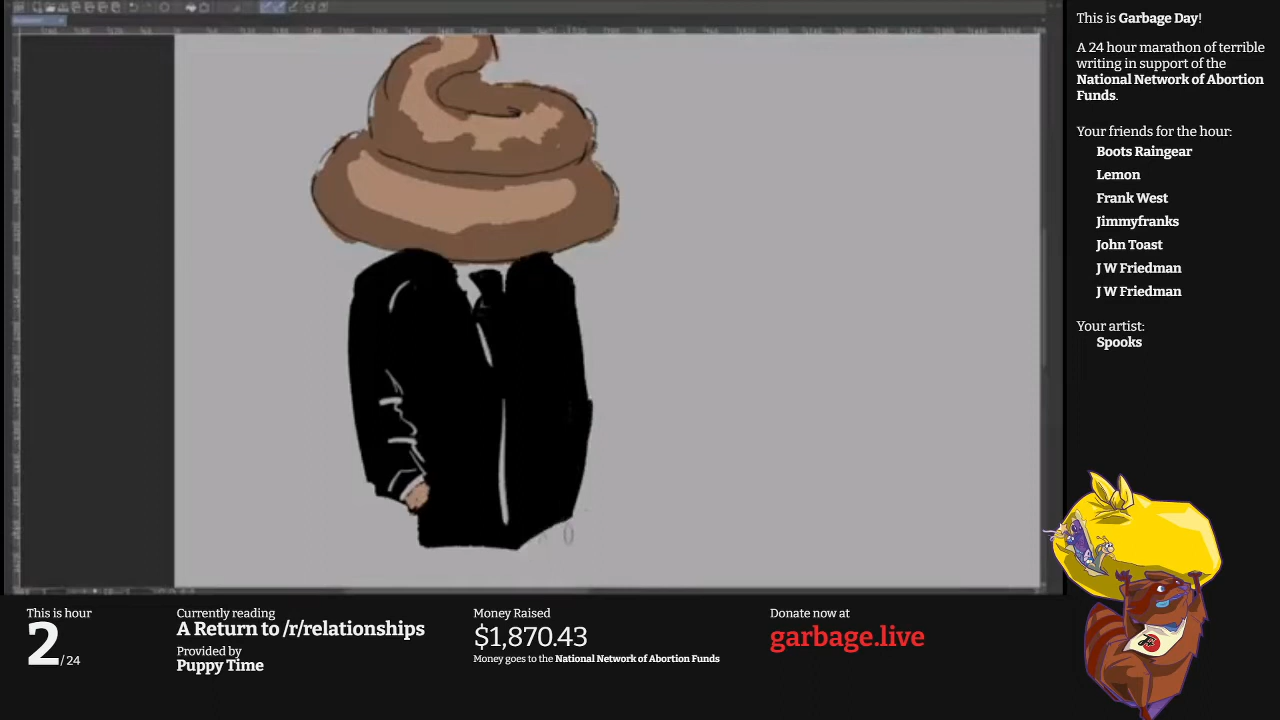 This is Garbage Day!
A 24 hour marathon of terrible
writing in support of the
National Network of Abortion
Funds.
Your friends for the hour:
Boots Raingear
Lemon
Frank West
Jimmyfranks
John Toast
J W Friedman
J W Friedman
Your artist:
Spooks
This is hour
2/24
Currently reading
A Return to /r/relationships
Provided by
Puppy Time
Money Raised
$1,870.43
Money goes to the National Network of Abortion Funds
Donate now at
garbage.live